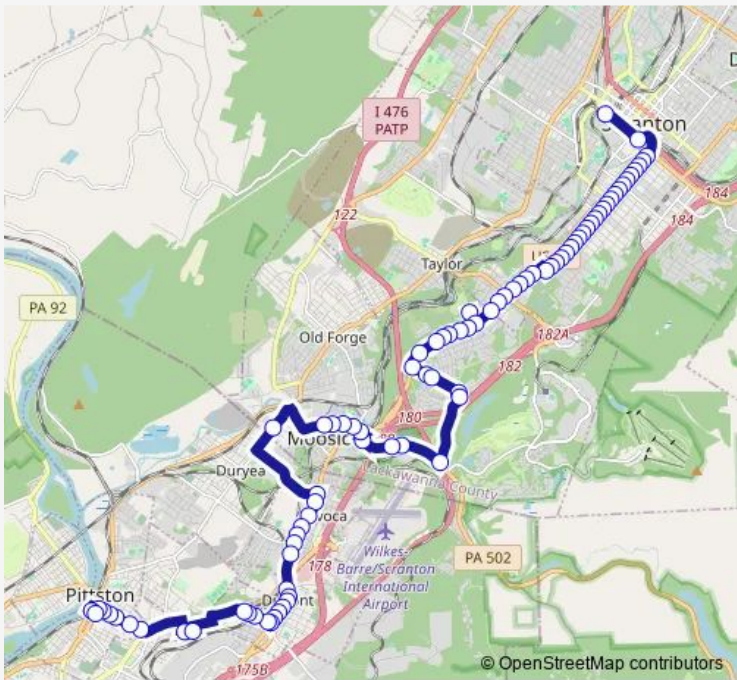 I 476
PATP
Scranton
184
122
184
Taylor
PA 92
182A
Old Forge
182
180
Moosic
Duryea
Lackawanna County
Avoca
Wilkes-
Barre/Scranton
International
Airport
PA 502
178
Pittston
Dupont
175B
© OpenStreetMap contributors